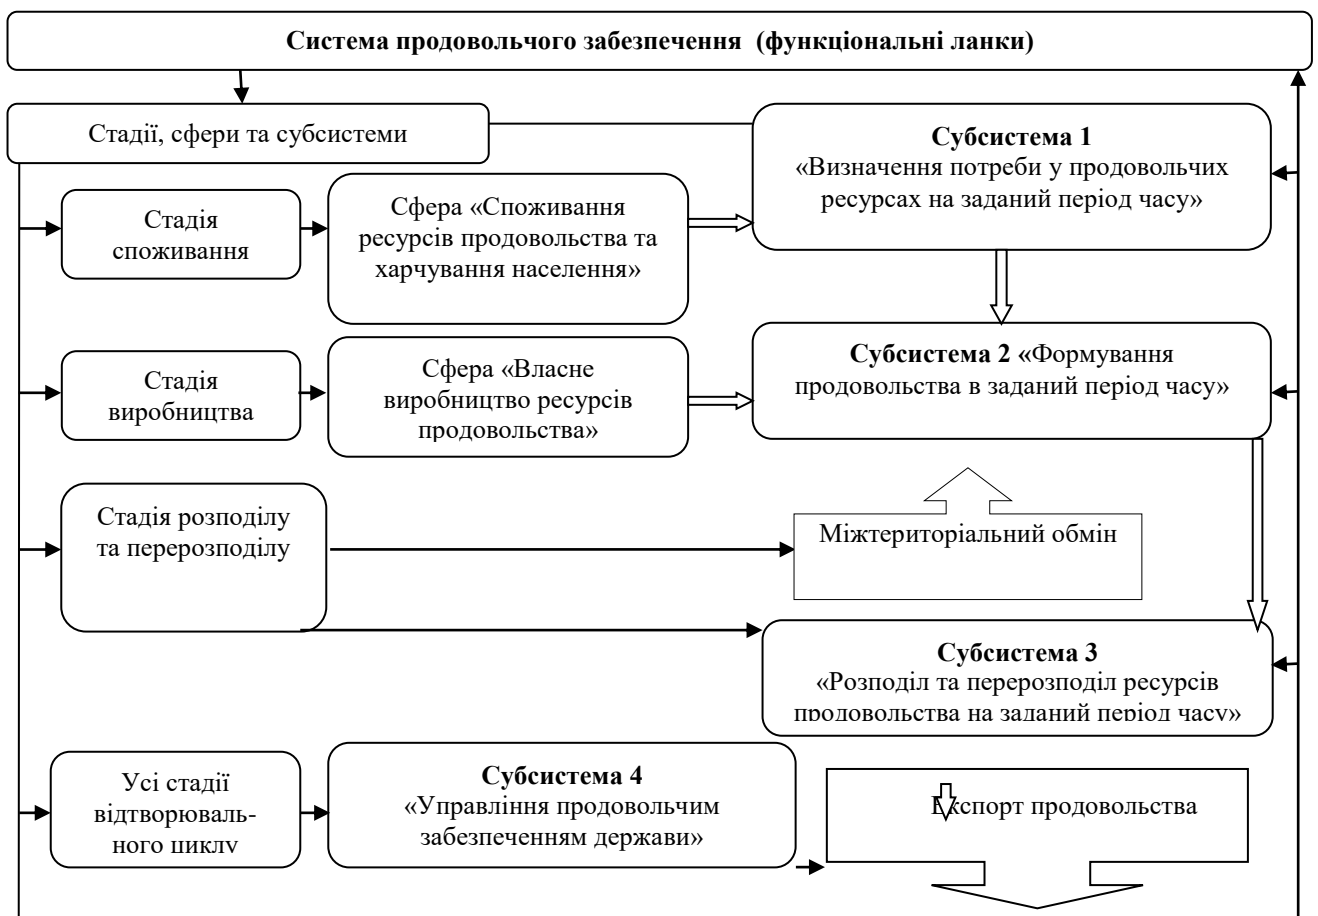 Система продовольчого забезпечення (функціональні ланки)
Стадії, сфери та субсистеми
Субсистема 1
«Визначення потреби у продовольчих
ресурсах на заданий період часу»
Стадія
споживання
Сфера «Споживання
ресурсів продовольства та
харчування населення»
Стадія
виробництва
Сфера «Власне
виробництво ресурсів
продовольства»
Субсистема 2 «Формування
продовольства в заданий період часу»
Стадія розподілу
та перерозподілу
Міжтериторіальний обмін
Субсистема 3
«Розподіл та перерозподіл ресурсів
продовольства на заданий період часу»
Усі стадії
відтворюваль-
ного циклу
Субсистема 4
«Управління продовольчим
забезпеченням держави»
Експорт продовольства